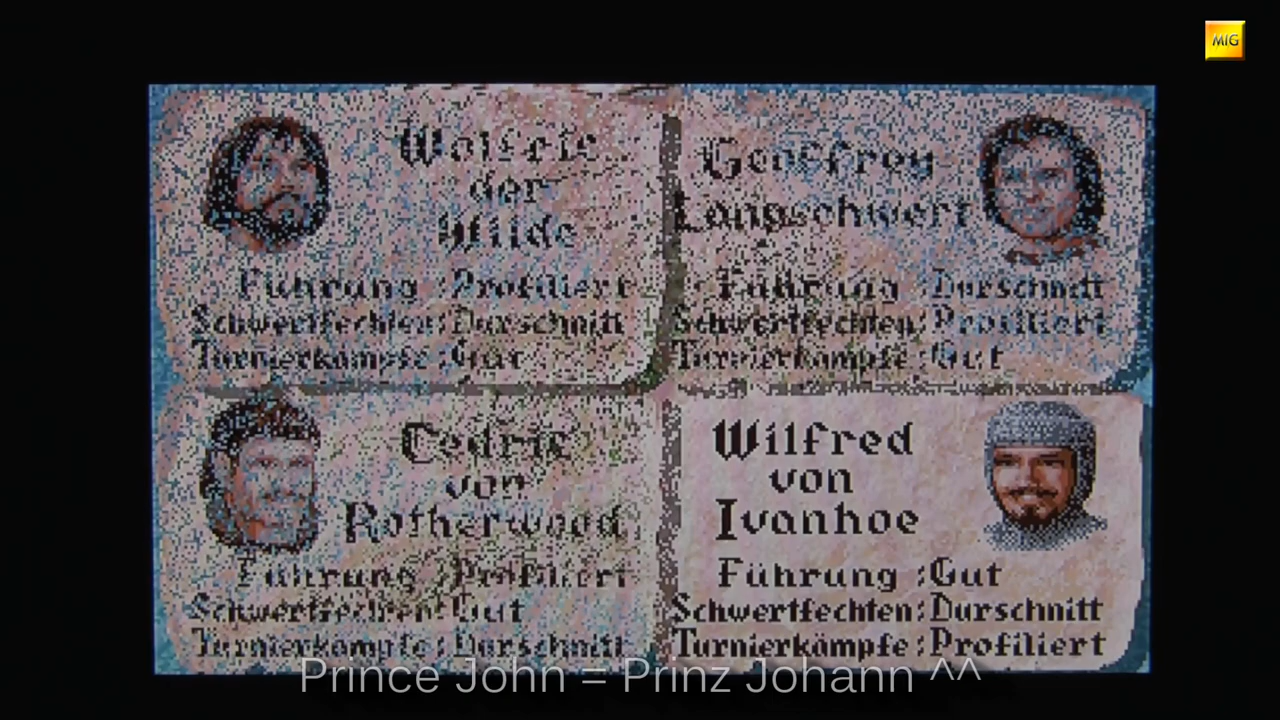 MIG
Wolfric
der
Wilde
Führung :Profiliert
Schwertfechten:Durschnitt
Turnierkämpfe :Gut
Geoffrey
Langschwert
Führung :Durschnitt
Schwertfechten:Profiliert
Turnierkämpfe :Gut
Cedric
von
Rotherwood
Führung :Profiliert
Schwertfechten:Gut
Turnierkämpfe :Durschnitt
Wilfred
von
Ivanhoe
Führung :Gut
Schwertfechten:Durschnitt
Turnierkämpfe :Profiliert
Prince John = Prinz Johann ^^